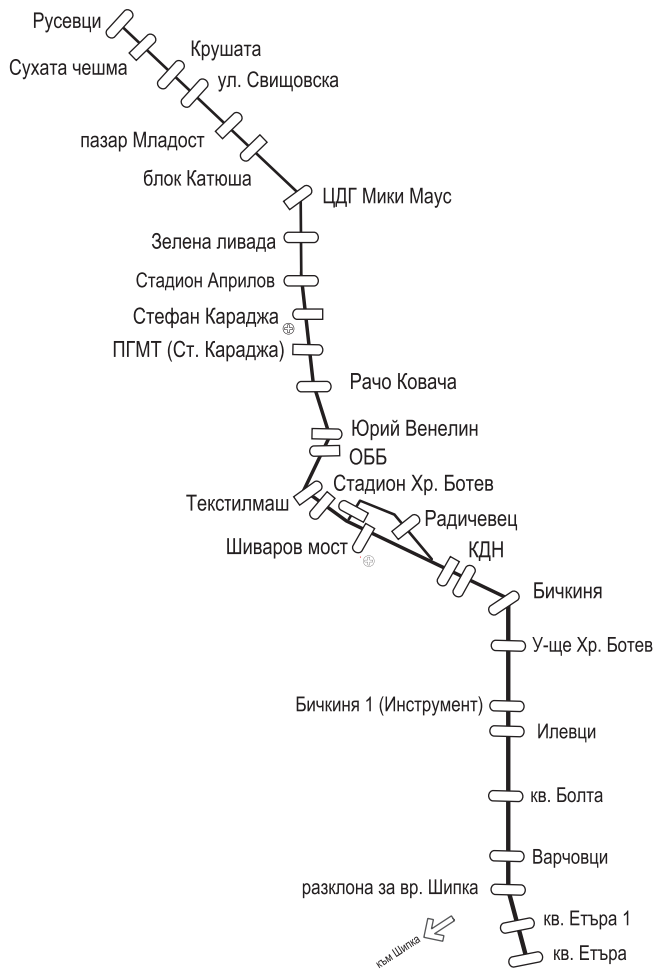 Русевци
Сухата чешма
Крушата
ул. Свищовска
пазар Младост
блок Катюша
ЦДГ Мики Маус
Зелена ливада
Стадион Априлов
Стефан Караджа
ПГМТ (Ст. Караджа)
Рачо Ковача
Юрий Венелин
ОББ
Стадион Хр. Ботев
Текстилмаш
Радичевец
Шиваров мост
КДН
Бичкиня
У-ще Хр. Ботев
Бичкиня 1 (Инструмент)
Илевци
кв. Болта
Варчовци
разклона за вр. Шипка
кв. Етъра 1
към Шипка
кв. Етъра